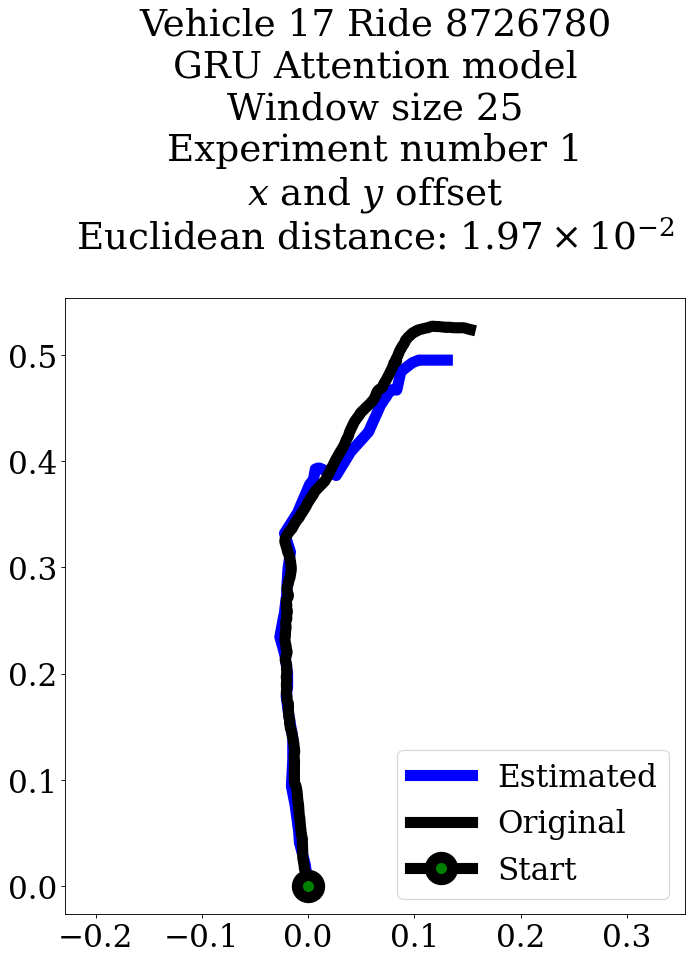 Vehicle 17 Ride 8726780
GRU Attention model
Window size 25
Experiment number 1
x and y offset
Euclidean distance: 1.97 × 10⁻²
0.5
0.4
0.3
0.2
0.1
0.0
Estimated
Original
Start
−0.2 −0.1 0.0 0.1 0.2 0.3